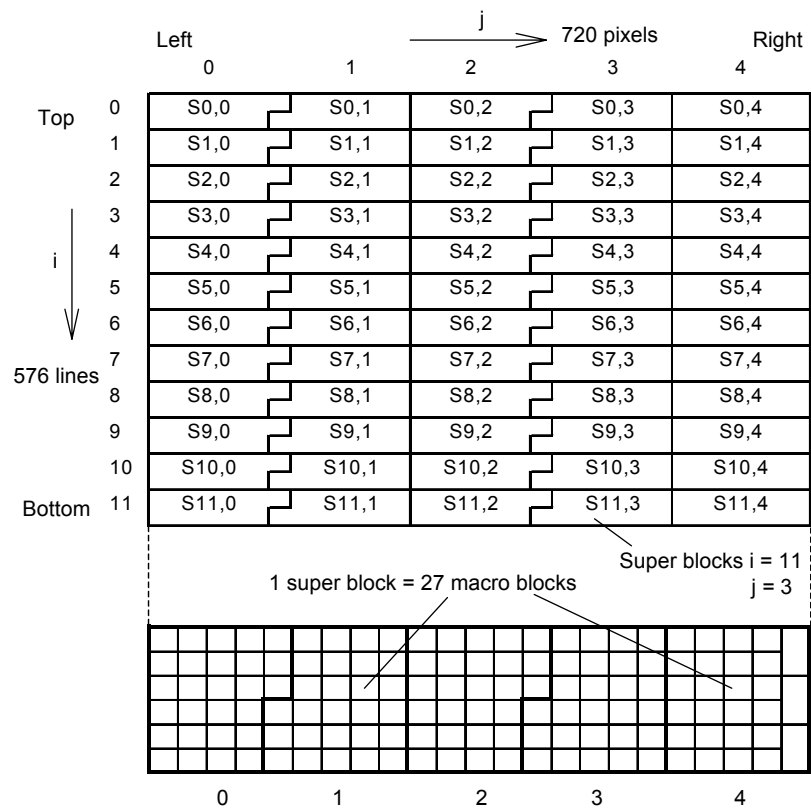 j
Left 720 pixels Right
0 1 2 3 4
Top 0 S0,0 S0,1 S0,2 S0,3 S0,4
1 S1,0 S1,1 S1,2 S1,3 S1,4
2 S2,0 S2,1 S2,2 S2,3 S2,4
3 S3,0 S3,1 S3,2 S3,3 S3,4
i 4 S4,0 S4,1 S4,2 S4,3 S4,4
5 S5,0 S5,1 S5,2 S5,3 S5,4
6 S6,0 S6,1 S6,2 S6,3 S6,4
576 lines 7 S7,0 S7,1 S7,2 S7,3 S7,4
8 S8,0 S8,1 S8,2 S8,3 S8,4
9 S9,0 S9,1 S9,2 S9,3 S9,4
10 S10,0 S10,1 S10,2 S10,3 S10,4
Bottom 11 S11,0 S11,1 S11,2 S11,3 S11,4
Super blocks i = 11
j = 3
1 super block = 27 macro blocks
0 1 2 3 4